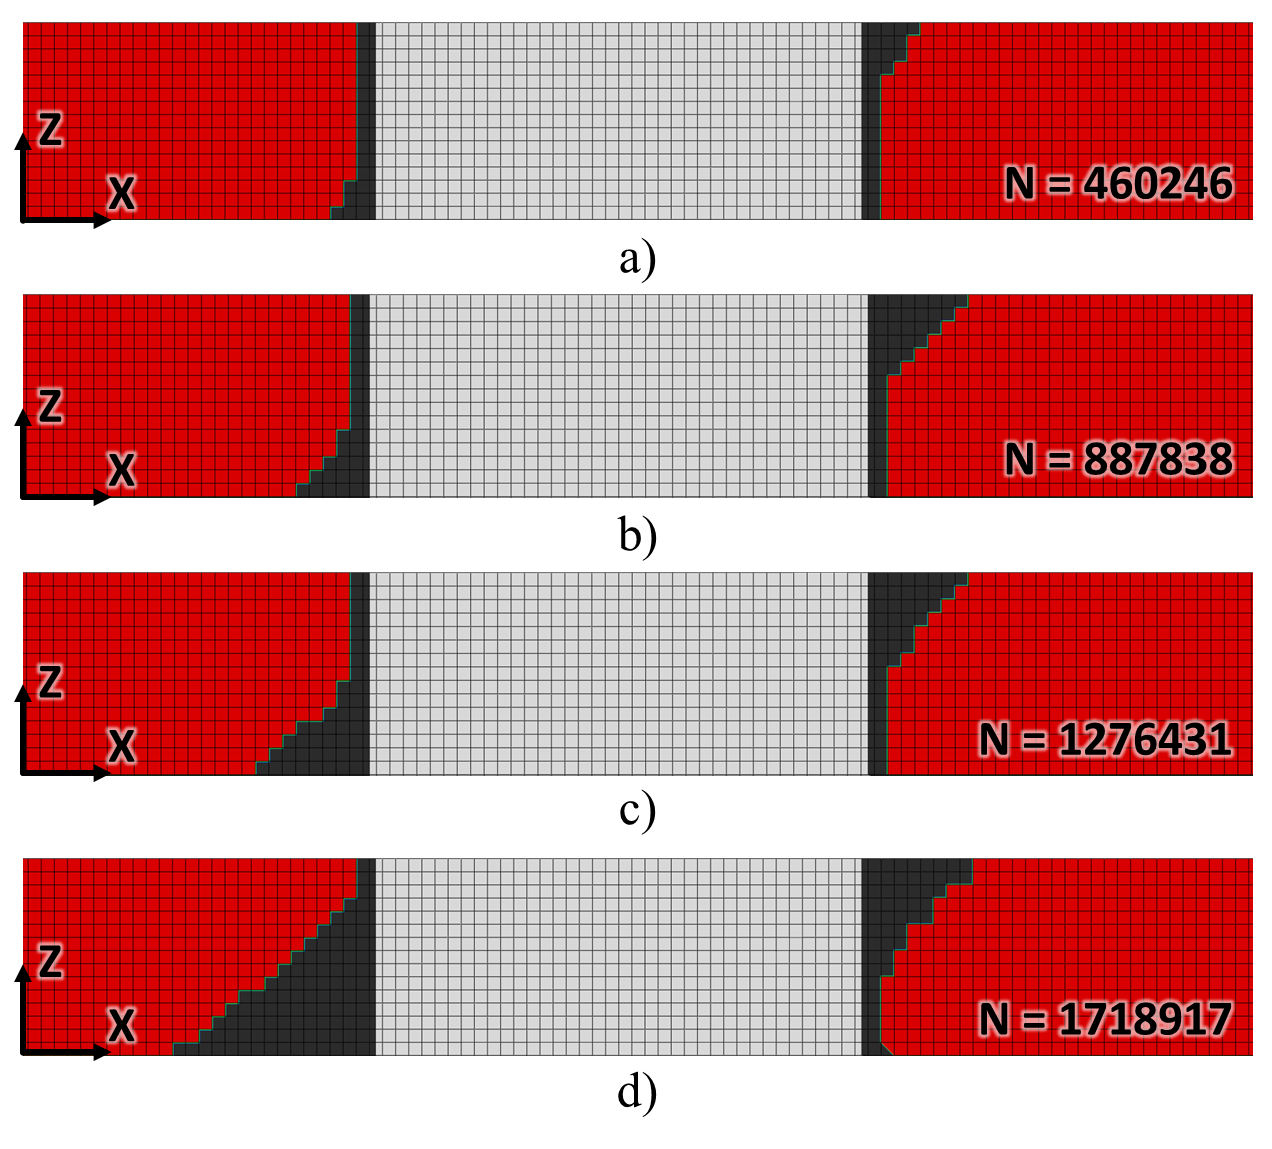 Z
X
N = 460246
a)
Z
X
N = 887838
b)
Z
X
N = 1276431
c)
Z
X
N = 1718917
d)